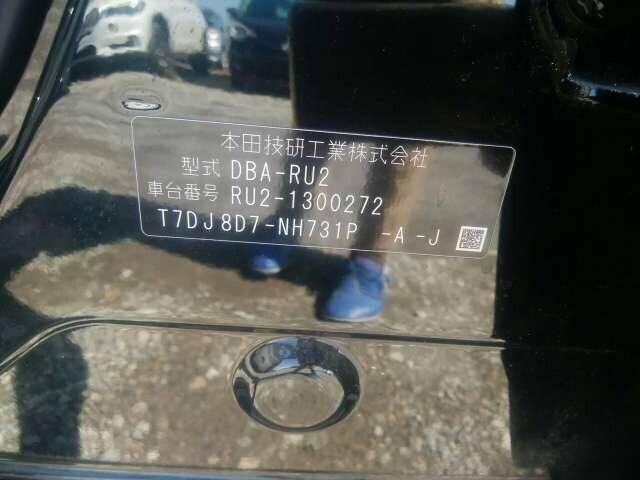 本田技研工業株式会社
型式 DBA-RU2
車台番号 RU2-1300272
T7DJ8D7-NH731P -A -J